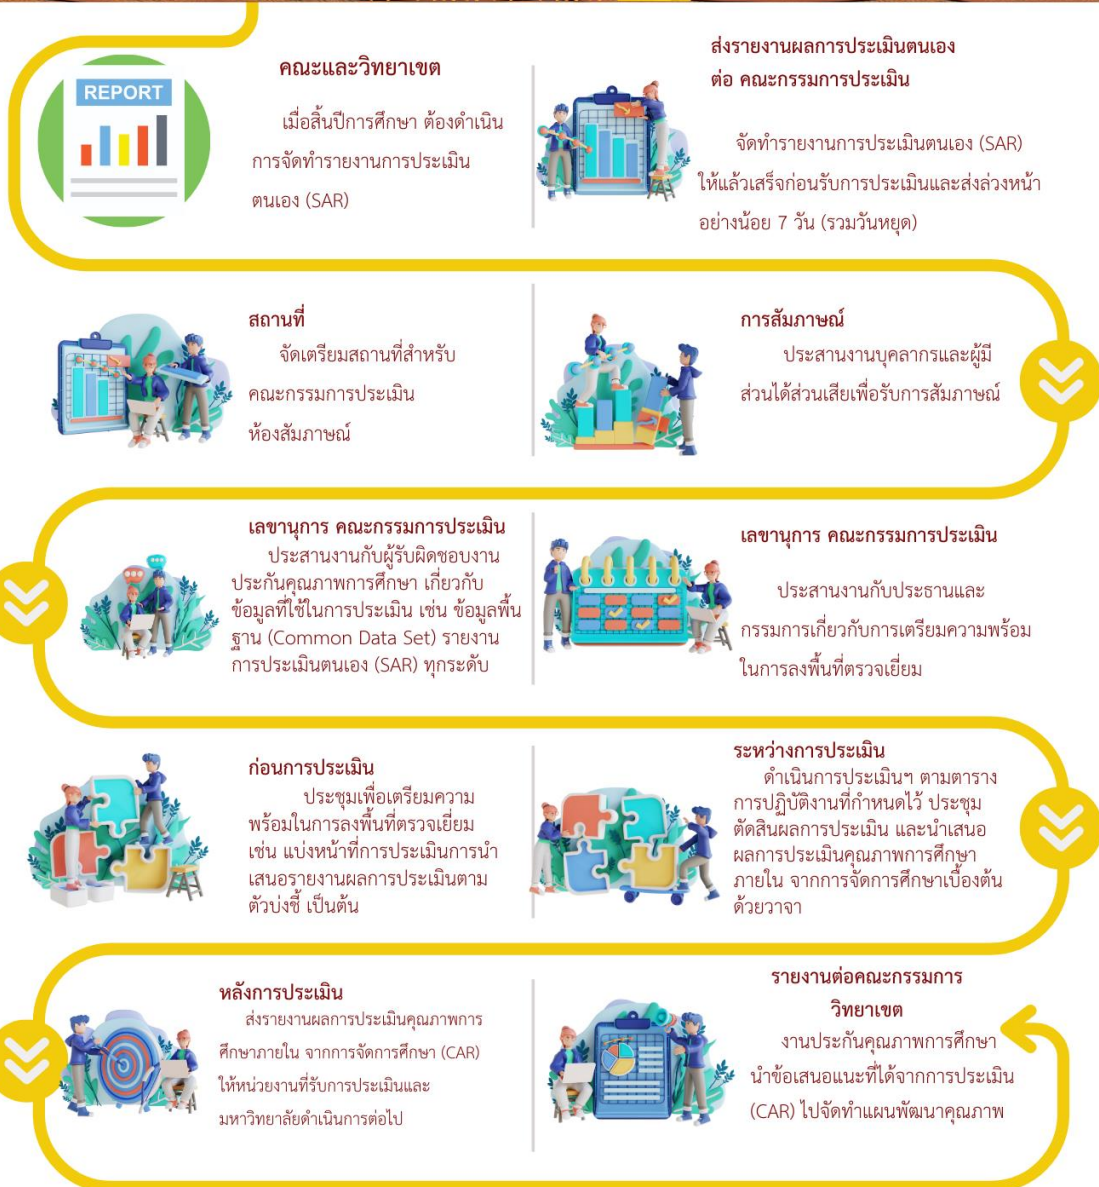 REPORT
คณะและวิทยาเขต
เมื่อสิ้นปีการศึกษา ต้องดำเนิน
การจัดทำรายงานการประเมิน
ตนเอง (SAR)
ส่งรายงานผลการประเมินตนเอง
ต่อ คณะกรรมการประเมิน
จัดทำรายงานการประเมินตนเอง (SAR)
ให้แล้วเสร็จก่อนรับการประเมินและส่งล่วงหน้า
อย่างน้อย 7 วัน (รวมวันหยุด)
สถานที่
จัดเตรียมสถานที่สำหรับ
คณะกรรมการประเมิน
ห้องสัมภาษณ์
การสัมภาษณ์
ประสานงานบุคลากรและผู้มี
ส่วนได้ส่วนเสียเพื่อรับการสัมภาษณ์
เลขานุการ คณะกรรมการประเมิน
ประสานงานกับผู้รับผิดชอบงาน
ประกันคุณภาพการศึกษา เกี่ยวกับ
ข้อมูลที่ใช้ในการประเมิน เช่น ข้อมูลพื้น
ฐาน (Common Data Set) รายงาน
การประเมินตนเอง (SAR) ทุกระดับ
เลขานุการ คณะกรรมการประเมิน
ประสานงานกับประธานและ
กรรมการเกี่ยวกับการเตรียมความพร้อม
ในการลงพื้นที่ตรวจเยี่ยม
ก่อนการประเมิน
ประชุมเพื่อเตรียมความ
พร้อมในการลงพื้นที่ตรวจเยี่ยม
เช่น แบ่งหน้าที่การประเมินการนำ
เสนอรายงานผลการประเมินตาม
ตัวบ่งชี้ เป็นต้น
ระหว่างการประเมิน
ดำเนินการประเมินฯ ตามตาราง
การปฏิบัติงานที่กำหนดไว้ ประชุม
ตัดสินผลการประเมิน และนำเสนอ
ผลการประเมินคุณภาพการศึกษา
ภายใน จากการจัดการศึกษาเบื้องต้น
ด้วยวาจา
หลังการประเมิน
ส่งรายงานผลการประเมินคุณภาพการ
ศึกษาภายใน จากการจัดการศึกษา (CAR)
ให้หน่วยงานที่รับการประเมินและ
มหาวิทยาลัยดำเนินการต่อไป
รายงานต่อคณะกรรมการ
วิทยาเขต
งานประกันคุณภาพการศึกษา
นำข้อเสนอแนะที่ได้จากการประเมิน
(CAR) ไปจัดทำแผนพัฒนาคุณภาพ